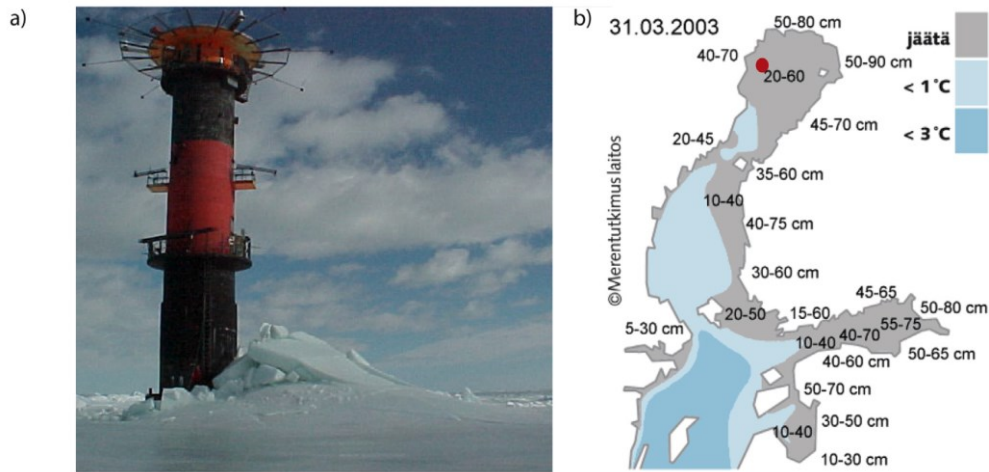 a)
b)
31.03.2003
50-80 cm
40-70
50-90 cm
20-60
45-70 cm
20-45
35-60 cm
10-40
40-75 cm
30-60 cm
45-65
20-50
15-60
50-80 cm
55-75
5-30 cm
10-40
40-70
50-65 cm
40-60 cm
50-70 cm
30-50 cm
10-40
10-30 cm
jäätä
< 1°C
< 3°C
©Merentutkimus laitos